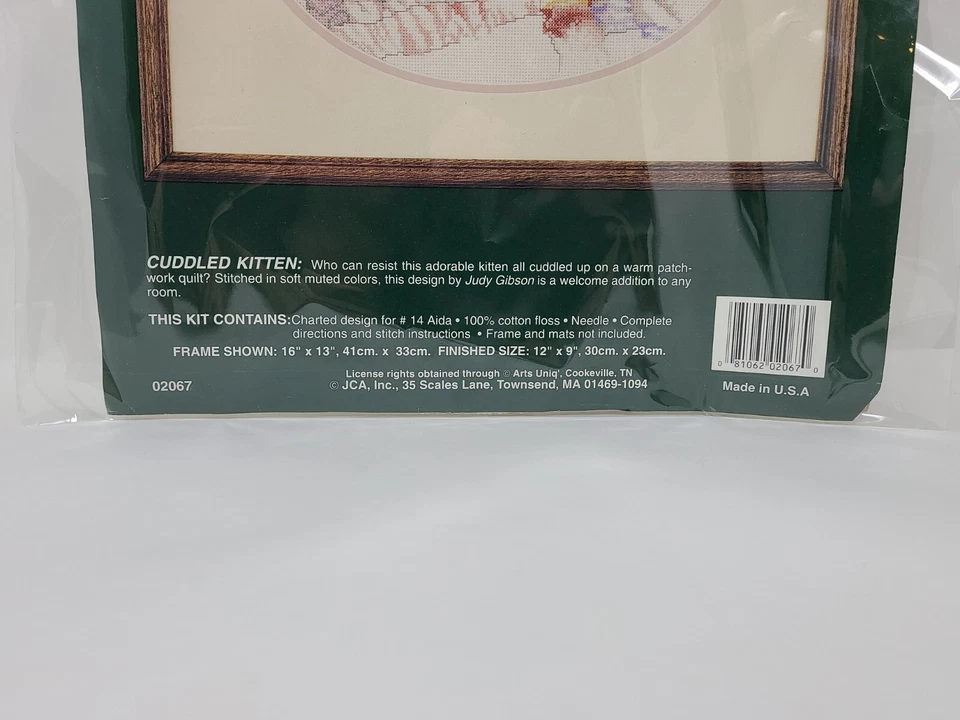 CUDDLED KITTEN: Who can resist this adorable kitten all cuddled up on a warm patch-
work quilt? Stitched in soft muted colors, this design by Judy Gibson is a welcome addition to any
room.
THIS KIT CONTAINS:Charted design for # 14 Aida • 100% cotton floss • Needle • Complete
directions and stitch instructions • Frame and mats not included.
FRAME SHOWN: 16" x 13", 41cm. x 33cm. FINISHED SIZE: 12" x 9", 30cm. x 23cm.
License rights obtained through © Arts Uniq', Cookeville, TN
© JCA, Inc., 35 Scales Lane, Townsend, MA 01469-1094
02067
0 81062 02067 0
Made in U.S.A